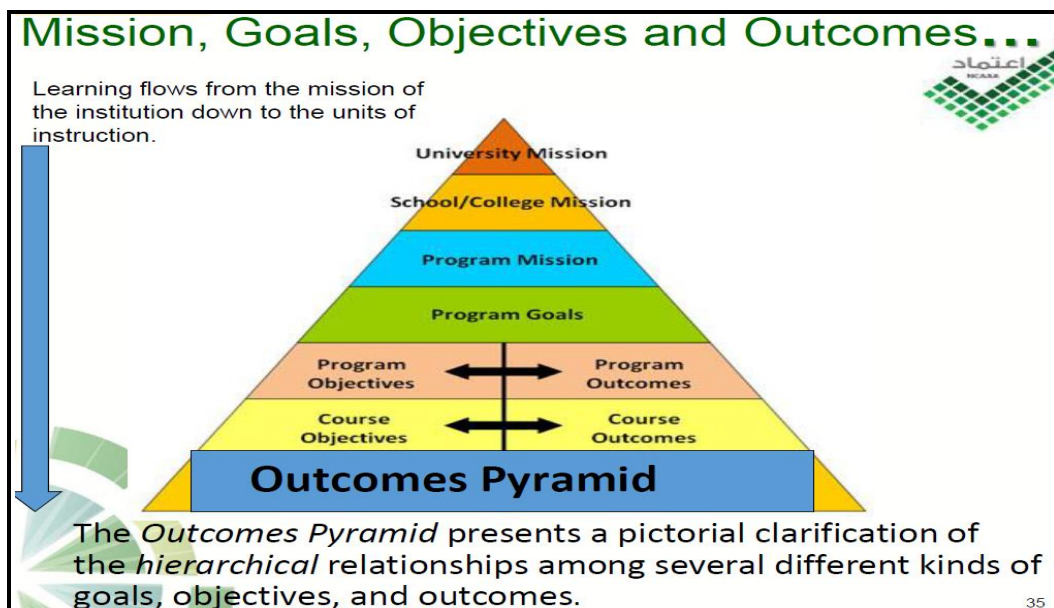 Mission, Goals, Objectives and Outcomes...
اعتماد
NCAAA
Learning flows from the mission of
the institution down to the units of
instruction.
University Mission
School/College Mission
Program Mission
Program Goals
Program
Objectives
Program
Outcomes
Course
Objectives
Course
Outcomes
Outcomes Pyramid
The Outcomes Pyramid presents a pictorial clarification of
the hierarchical relationships among several different kinds of
goals, objectives, and outcomes.
35